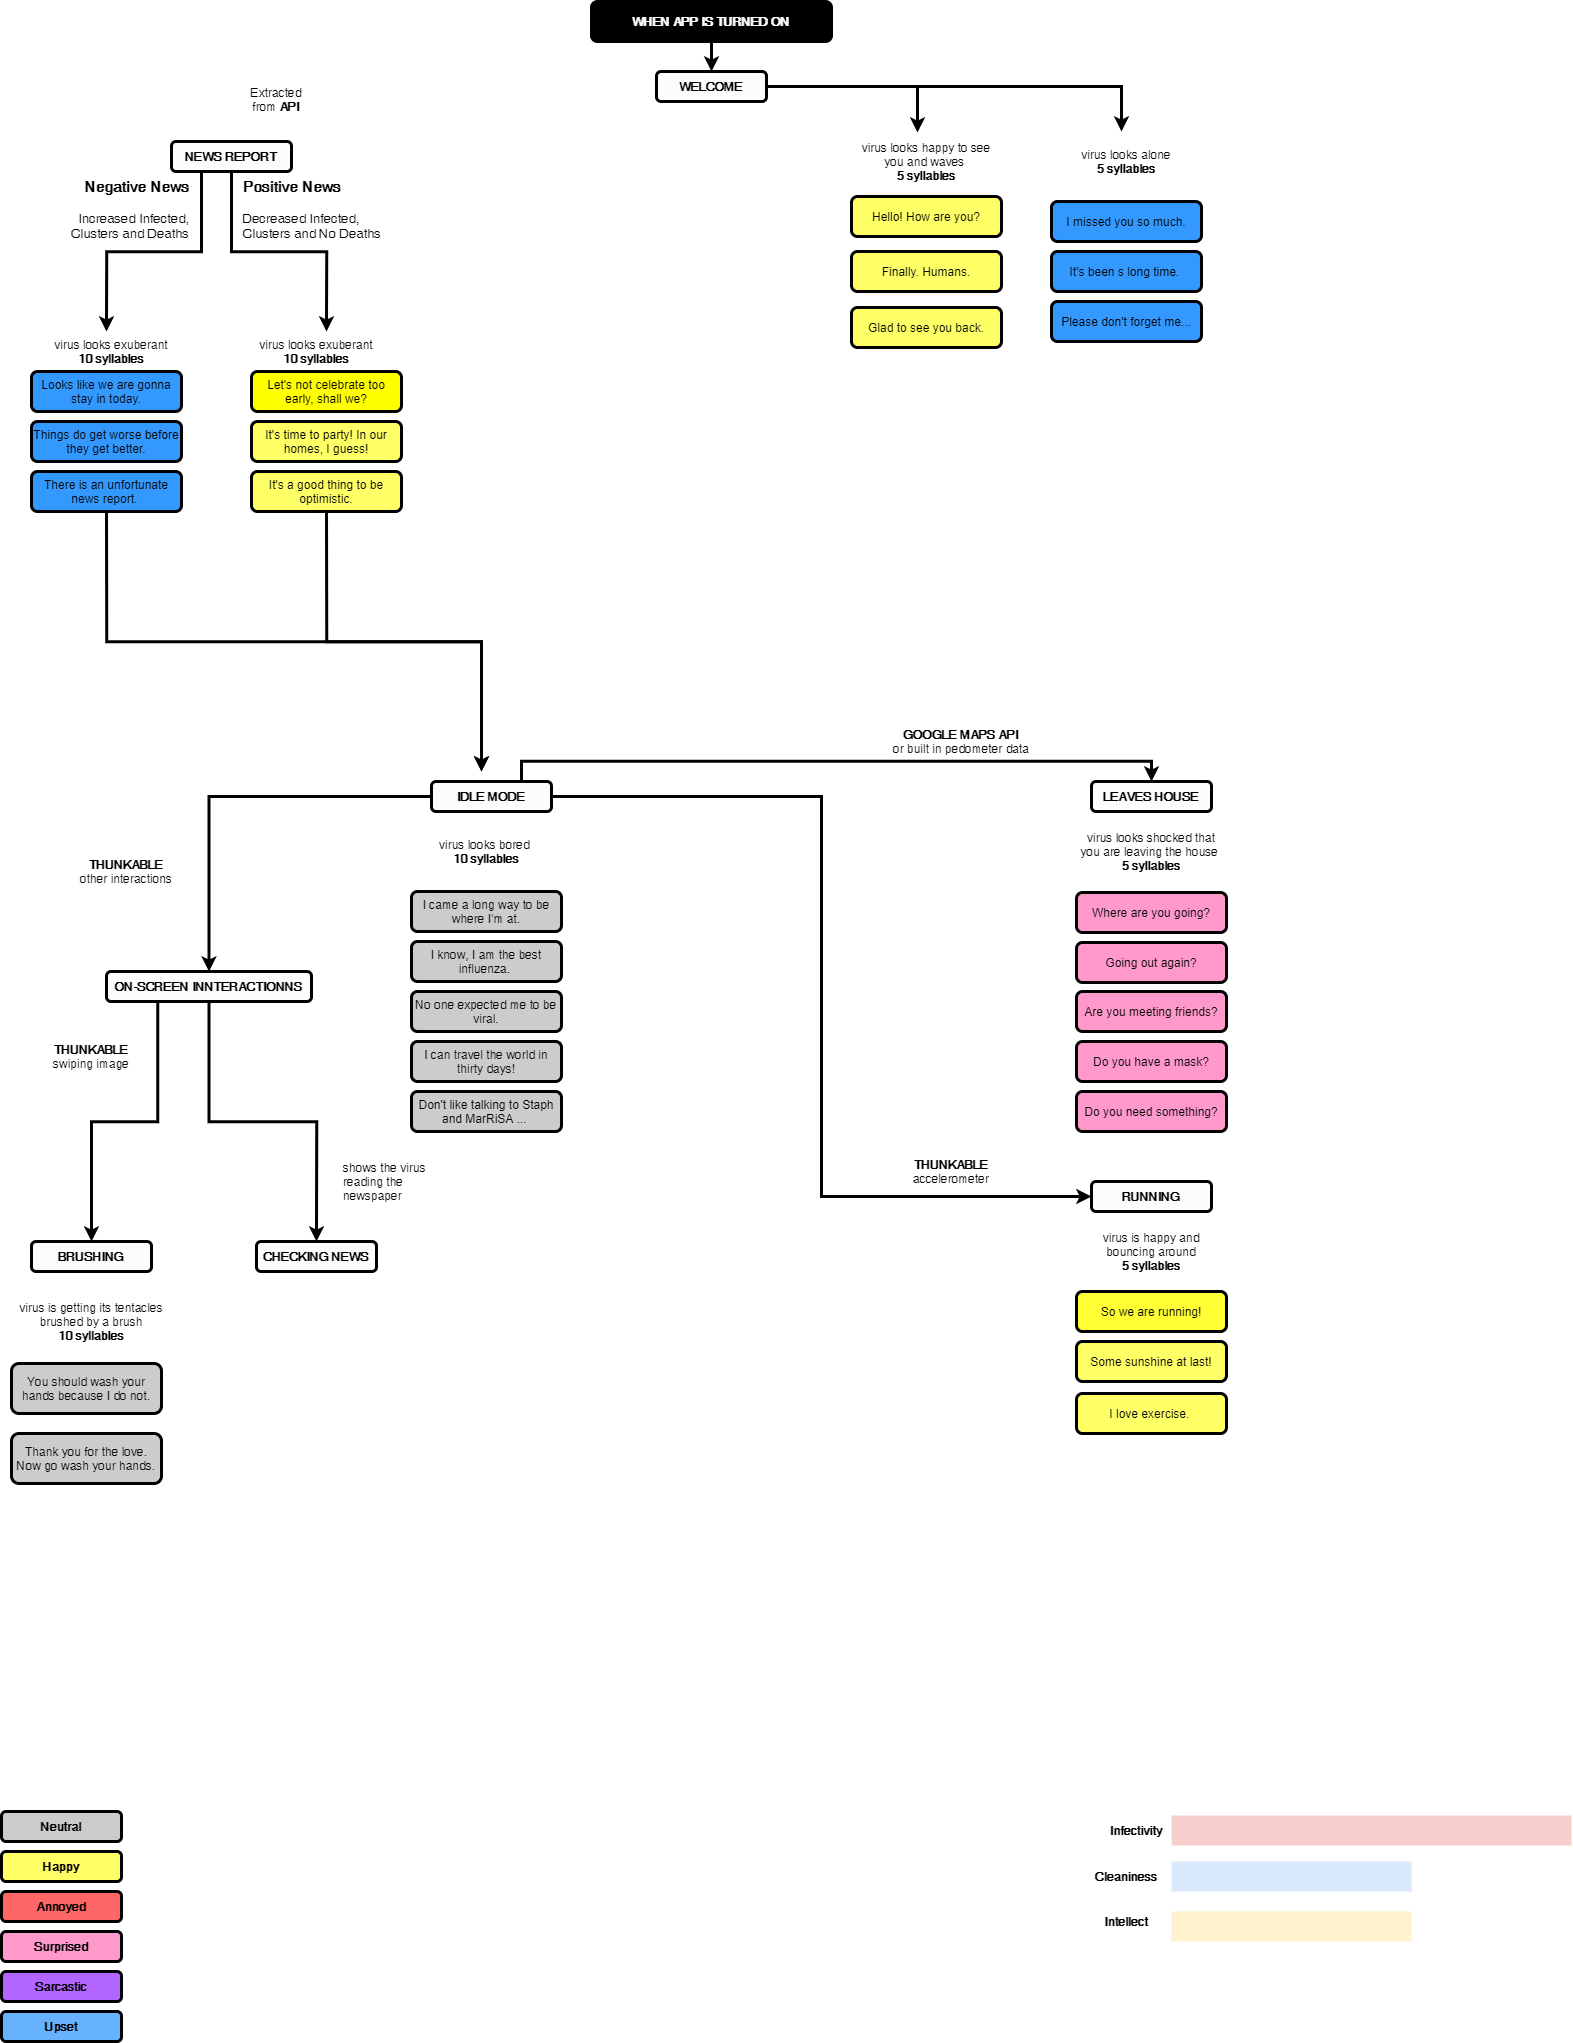 WHEN APP IS TURNED ON
WELCOME
virus looks happy to see
you and waves
5 syllables
Hello! How are you?
Finally. Humans.
Glad to see you back.
virus looks alone
5 syllables
I missed you so much.
It's been s long time.
Please don't forget me...
Extracted
from API
NEWS REPORT
Negative News
Increased Infected,
Clusters and Deaths
Positive News
Decreased Infected,
Clusters and No Deaths
virus looks exuberant
10 syllables
Looks like we are gonna
stay in today.
Things do get worse before
they get better.
There is an unfortunate
news report.
virus looks exuberant
10 syllables
Let's not celebrate too
early, shall we?
It's time to party! In our
homes, I guess!
It's a good thing to be
optimistic.
IDLE MODE
virus looks bored
10 syllables
I came a long way to be
where I'm at.
I know, I am the best
influenza.
No one expected me to be
viral.
I can travel the world in
thirty days!
Don't like talking to Staph
and MarRiSA ...
GOOGLE MAPS API
or built in pedometer data
LEAVES HOUSE
virus looks shocked that
you are leaving the house
5 syllables
Where are you going?
Going out again?
Are you meeting friends?
Do you have a mask?
Do you need something?
THUNKABLE
accelerometer
RUNNING
virus is happy and
bouncing around
5 syllables
So we are running!
Some sunshine at last!
I love exercise.
THUNKABLE
other interactions
ON-SCREEN INNTERACTIONNS
THUNKABLE
swiping image
shows the virus
reading the
newspaper
BRUSHING
CHECKING NEWS
virus is getting its tentacles
brushed by a brush
10 syllables
You should wash your
hands because I do not.
Thank you for the love.
Now go wash your hands.
Neutral
Happy
Annoyed
Surprised
Sarcastic
Upset
Infectivity
Cleaniness
Intellect